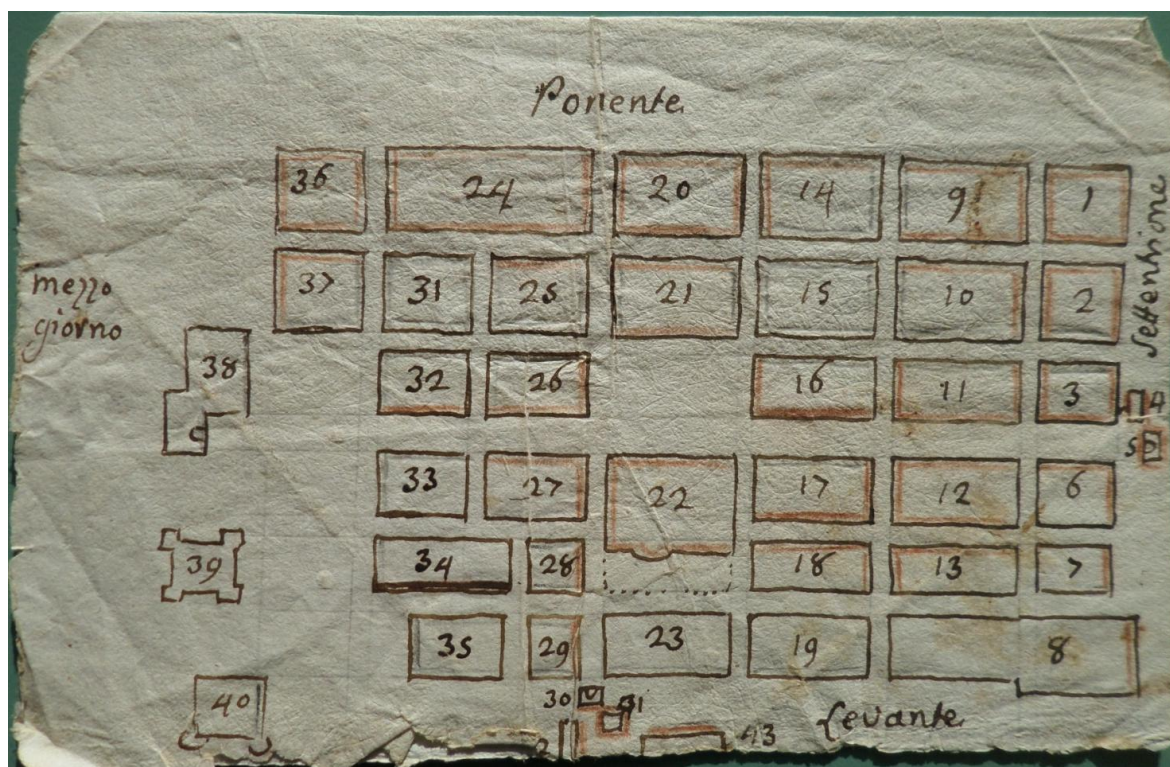 Ponente
36 24 20 14 9 1
Settentrione
mezzo
giorno
37 31 25 21 15 10 2
38 32 26 16 11 3 4
5
33 27 22 17 12 6
39 34 28 18 13 7
35 29 23 19 8
40 30 41
Levante
43